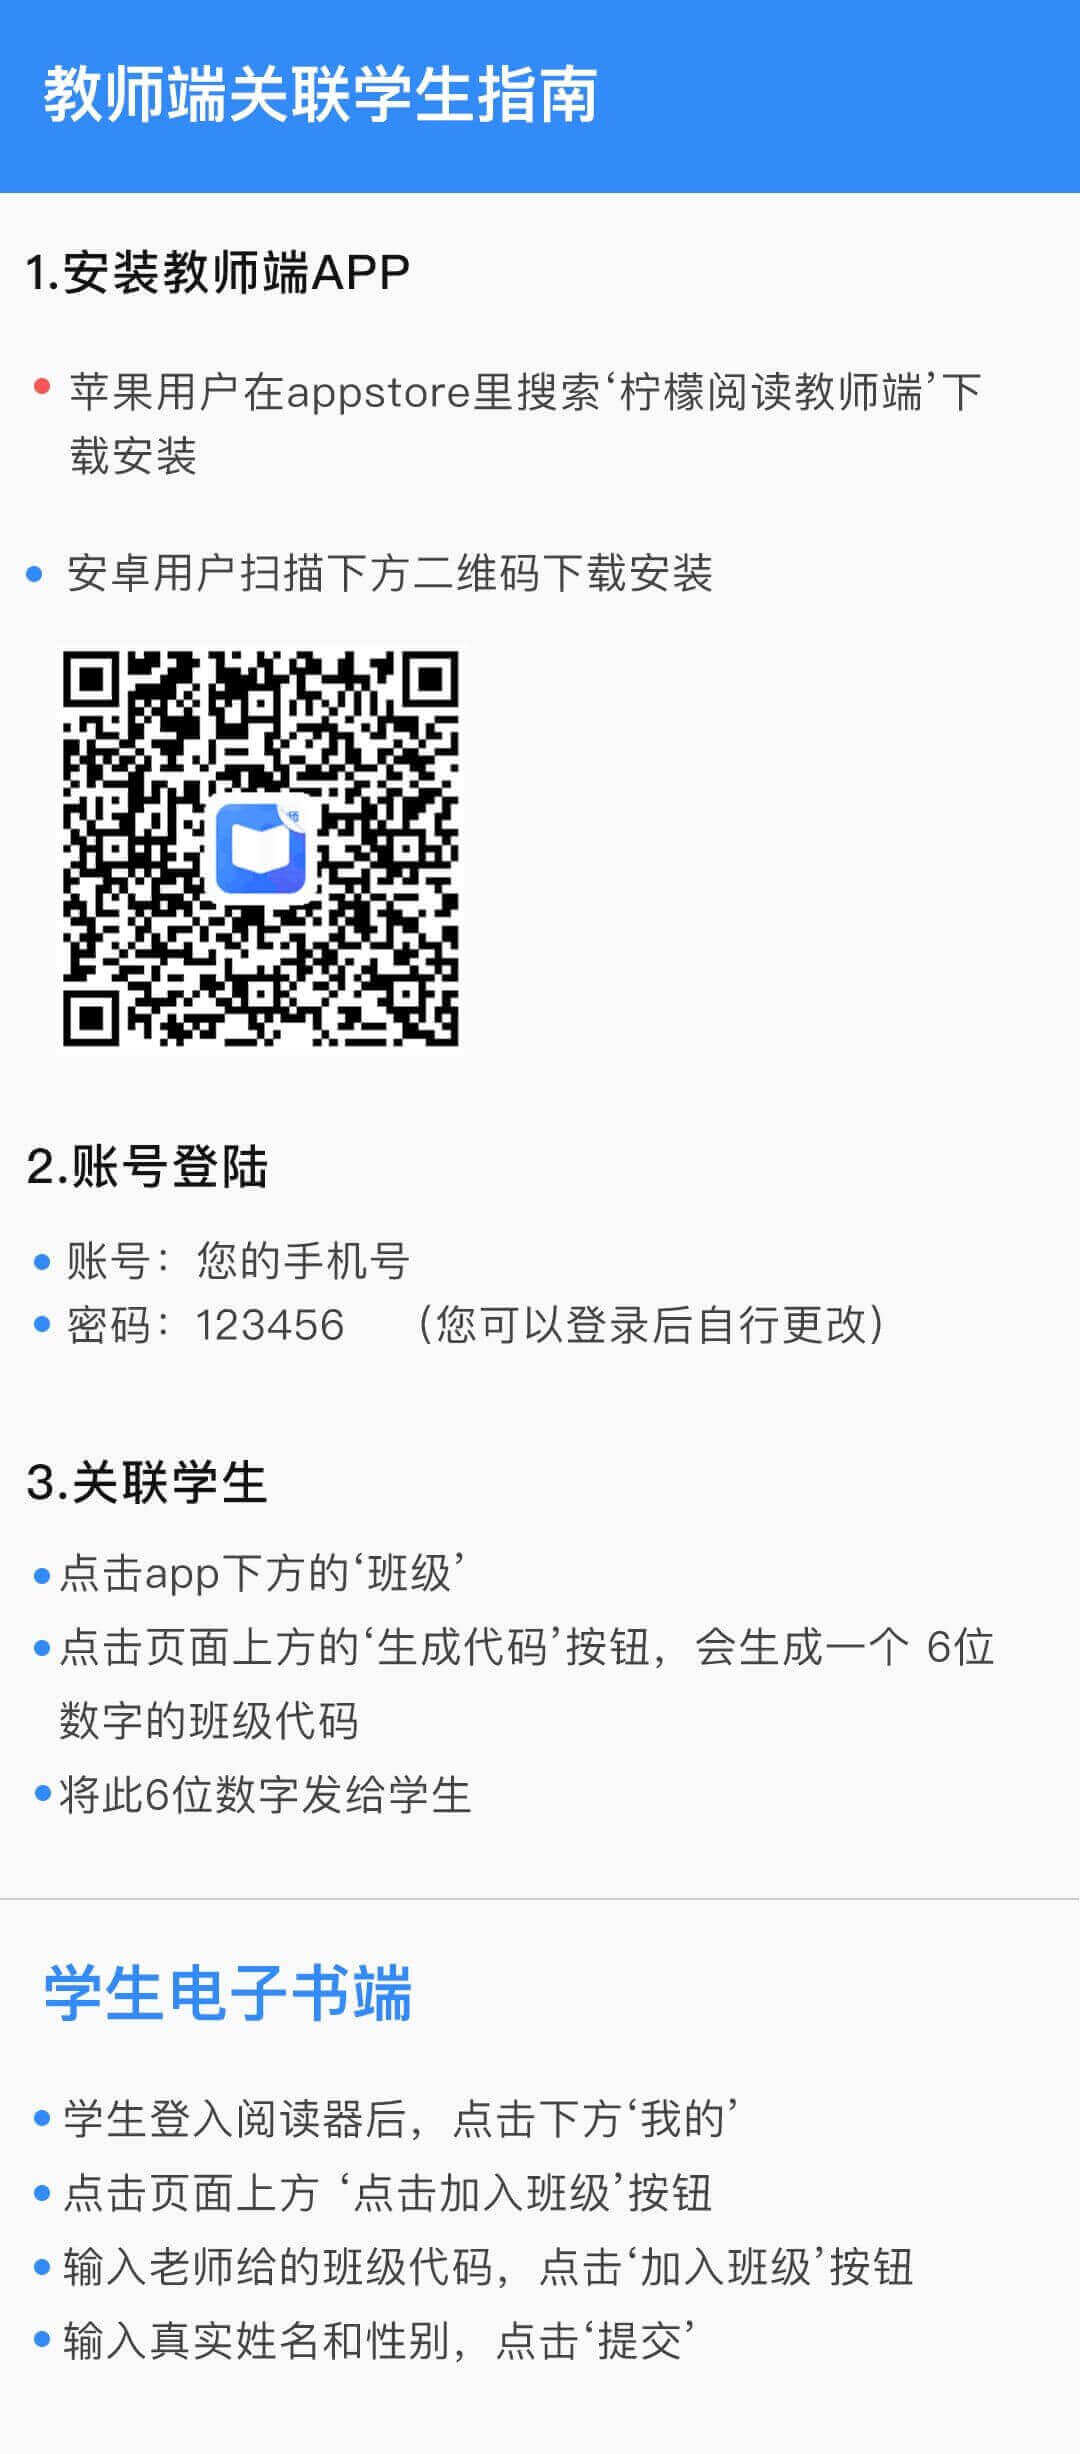 教师端关联学生指南
1.安装教师端APP
苹果用户在appstore里搜索‘柠檬阅读教师端’下
载安装
安卓用户扫描下方二维码下载安装
师
2.账号登陆
账号：您的手机号
密码：123456 （您可以登录后自行更改）
3.关联学生
点击app下方的‘班级’
点击页面上方的‘生成代码’按钮，会生成一个 6位
数字的班级代码
将此6位数字发给学生
学生电子书端
学生登入阅读器后，点击下方‘我的’
点击页面上方 ‘点击加入班级’按钮
输入老师给的班级代码，点击‘加入班级’按钮
输入真实姓名和性别，点击‘提交’